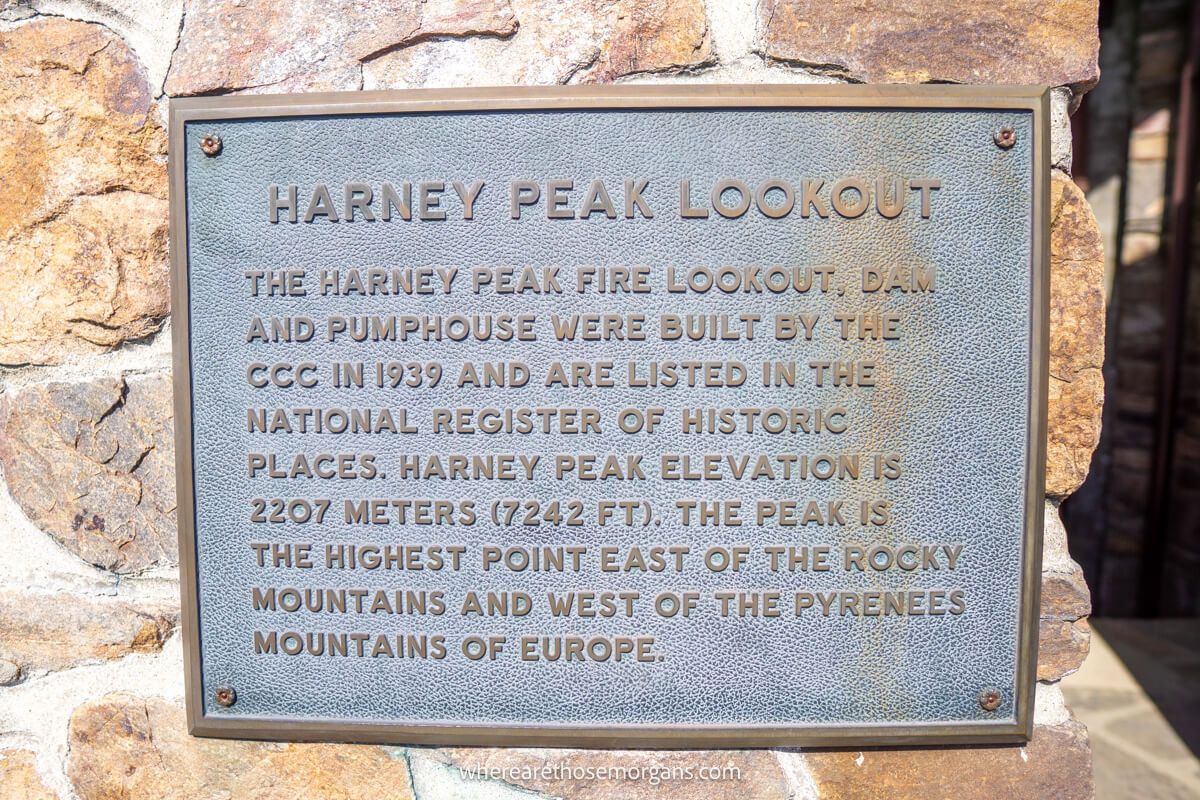 HARNEY PEAK LOOKOUT
THE HARNEY PEAK FIRE LOOKOUT, DAM
AND PUMPHOUSE WERE BUILT BY THE
CCC IN 1939 AND ARE LISTED IN THE
NATIONAL REGISTER OF HISTORIC
PLACES. HARNEY PEAK ELEVATION IS
2207 METERS (7242 FT). THE PEAK IS
THE HIGHEST POINT EAST OF THE ROCKY
MOUNTAINS AND WEST OF THE PYRENEES
MOUNTAINS OF EUROPE.
wherearethosemorgans.com